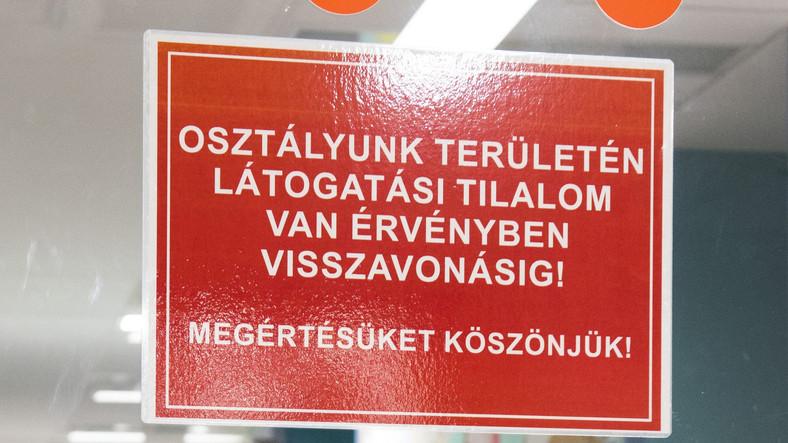 OSZTÁLYUNK TERÜLETÉN
LÁTOGATÁSI TILALOM
VAN ÉRVÉNYBEN
VISSZAVONÁSIG!
MEGÉRTÉSÜKET KÖSZÖNJÜK!